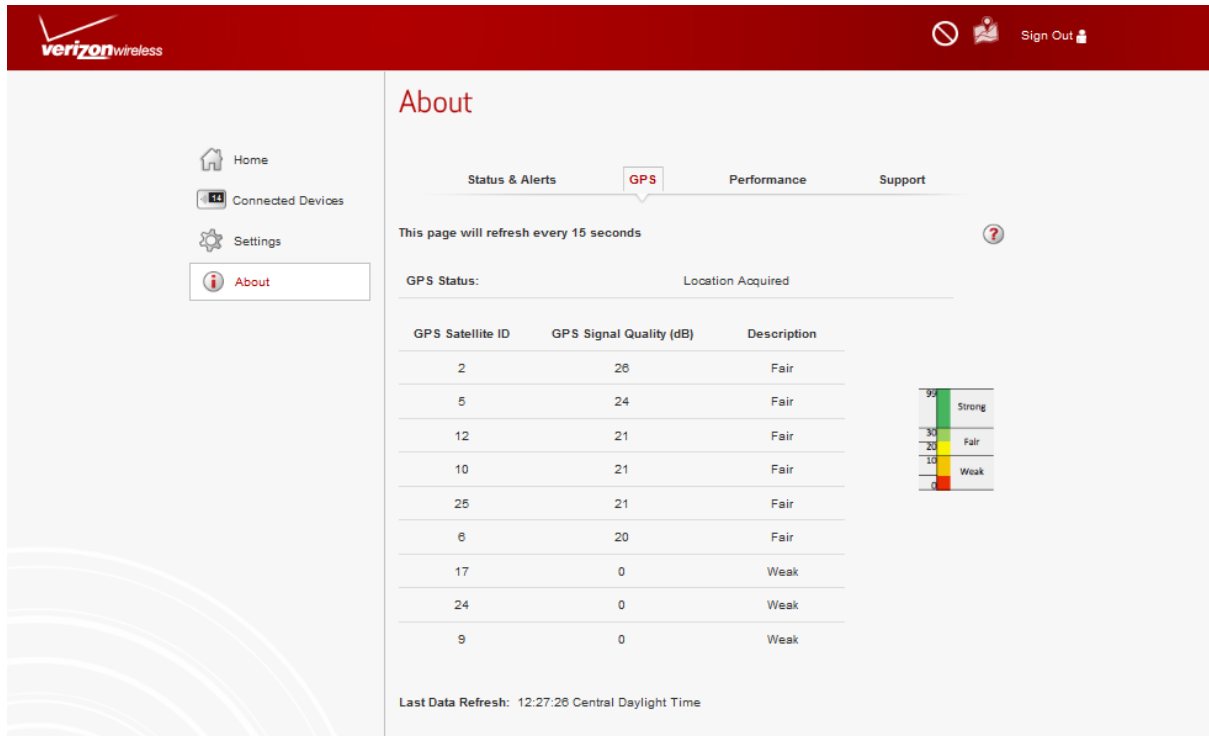 verizonwireless
Sign Out
About
Home
14 Connected Devices
Settings
About
Status & Alerts GPS Performance Support
This page will refresh every 15 seconds ?
GPS Status: Location Acquired
GPS Satellite ID GPS Signal Quality (dB) Description
2 26 Fair
5 24 Fair
12 21 Fair
10 21 Fair
25 21 Fair
6 20 Fair
17 0 Weak
24 0 Weak
9 0 Weak
99 Strong
30
20 Fair
10
Weak
0
Last Data Refresh: 12:27:26 Central Daylight Time